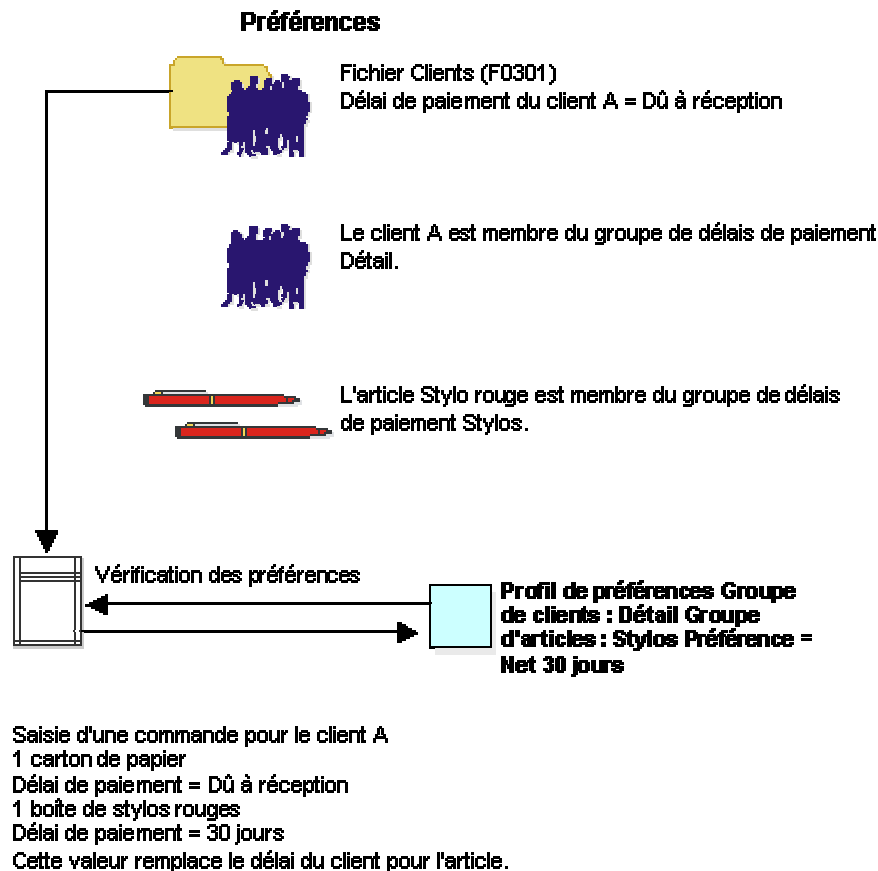 Préférences
Fichier Clients (F0301)
Délai de paiement du client A = Dû à réception
Le client A est membre du groupe de délais de paiement
Détail.
L'article Stylo rouge est membre du groupe de délais
de paiement Stylos.
Vérification des préférences
Profil de préférences Groupe
de clients : Détail Groupe
d'articles : Stylos Préférence =
Net 30 jours
Saisie d'une commande pour le client A
1 carton de papier
Délai de paiement = Dû à réception
1 boîte de stylos rouges
Délai de paiement = 30 jours
Cette valeur remplace le délai du client pour l'article.